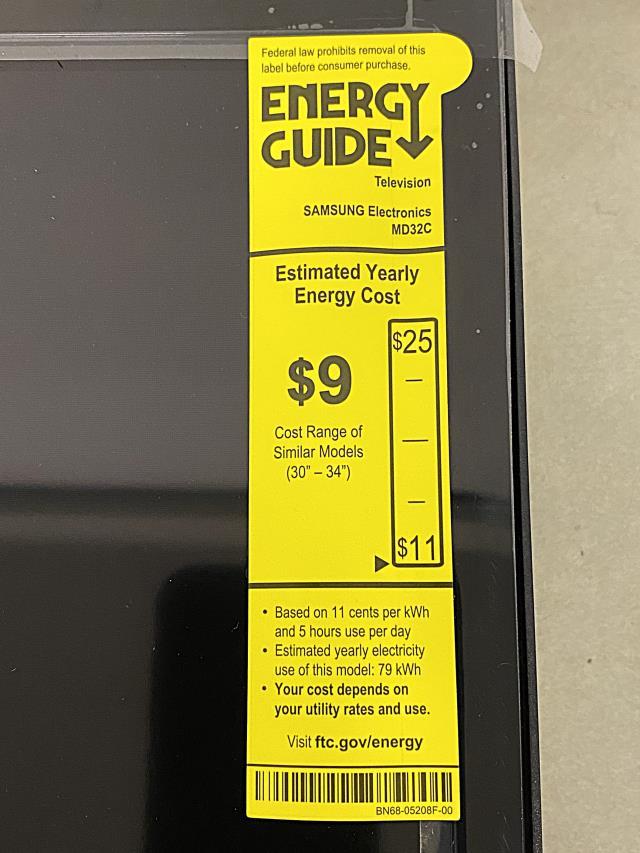 Federal law prohibits removal of this
label before consumer purchase.
ENERGY
GUIDE
Television
SAMSUNG Electronics
MD32C
Estimated Yearly
Energy Cost
$25
$9
Cost Range of
Similar Models
(30” – 34”)
$11
• Based on 11 cents per kWh
and 5 hours use per day
• Estimated yearly electricity
use of this model: 79 kWh
• Your cost depends on
your utility rates and use.
Visit ftc.gov/energy
BN68-05208F-00